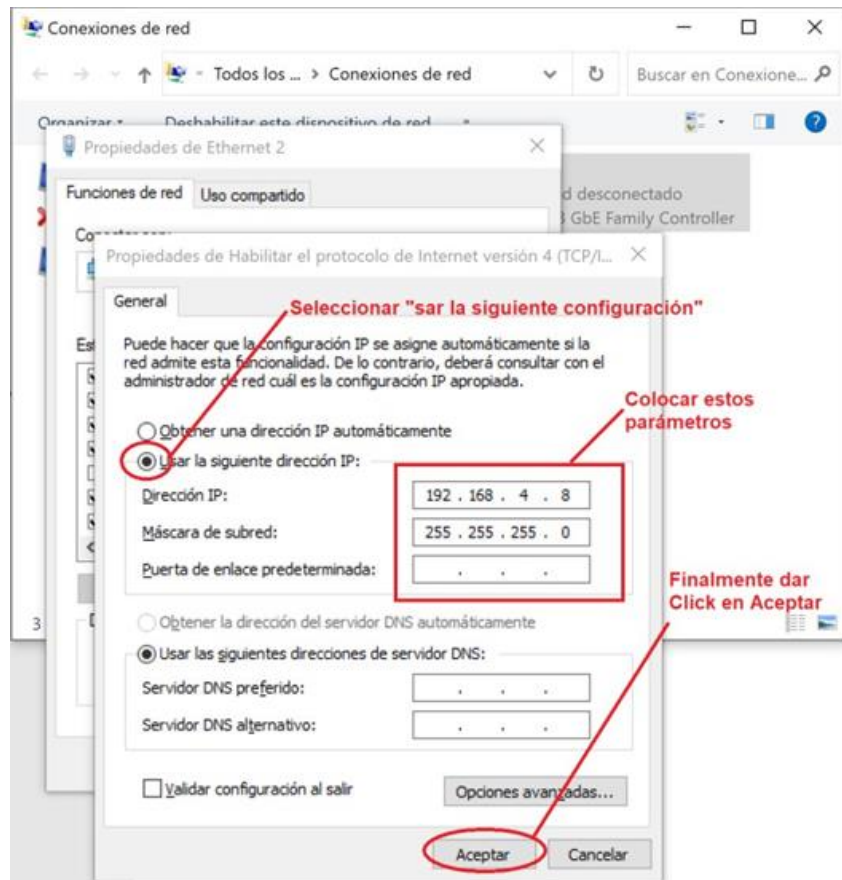 Conexiones de red
Todos los ... > Conexiones de red
Buscar en Conexione...
Organizar
Deshabilitar este dispositivo de red
Propiedades de Ethernet 2
Funciones de red
Uso compartido
d desconectado
GbE Family Controller
Propiedades de Habilitar el protocolo de Internet versión 4 (TCP/I...
General
Seleccionar "sar la siguiente configuración"
Puede hacer que la configuración IP se asigne automáticamente si la
red admite esta funcionalidad. De lo contrario, deberá consultar con el
administrador de red cuál es la configuración IP apropiada.
Colocar estos
parámetros
Obtener una dirección IP automáticamente
Usar la siguiente dirección IP:
Dirección IP: 192 . 168 . 4 . 8
Máscara de subred: 255 . 255 . 255 . 0
Puerta de enlace predeterminada: . . .
Finalmente dar
Click en Aceptar
3
Obtener la dirección del servidor DNS automáticamente
Usar las siguientes direcciones de servidor DNS:
Servidor DNS preferido: . . .
Servidor DNS alternativo: . . .
Validar configuración al salir
Opciones avanzadas...
Aceptar
Cancelar